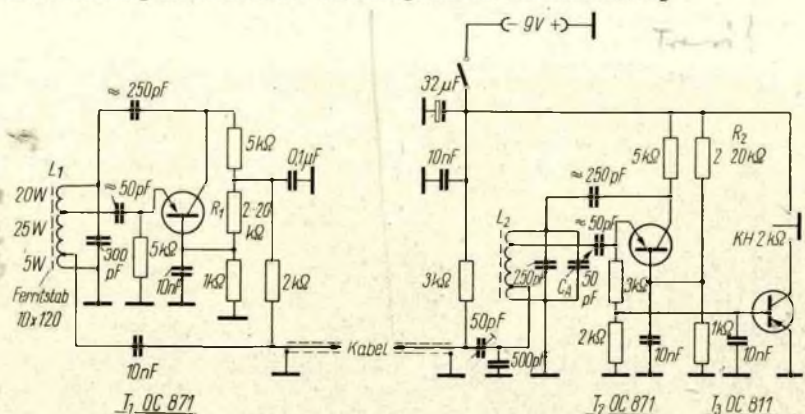 − 9V +
32 µF
≈ 250pF
5kΩ
0,1µF
L1
20W
25W
5W
≈ 50pF
300
pF
5kΩ
R1
2-20
kΩ
10nF
1kΩ
2kΩ
Ferritstab
10x120
10nF
Kabel
T1 OC 871
10nF
3kΩ
50pF
500pF
L2
≈ 250pF
≈ 50pF
250pF
CA
50
pF
5kΩ
R2
2 20kΩ
3kΩ
2kΩ
10nF
1kΩ
10nF
KH 2kΩ
T2 OC 871
T3 OC 811